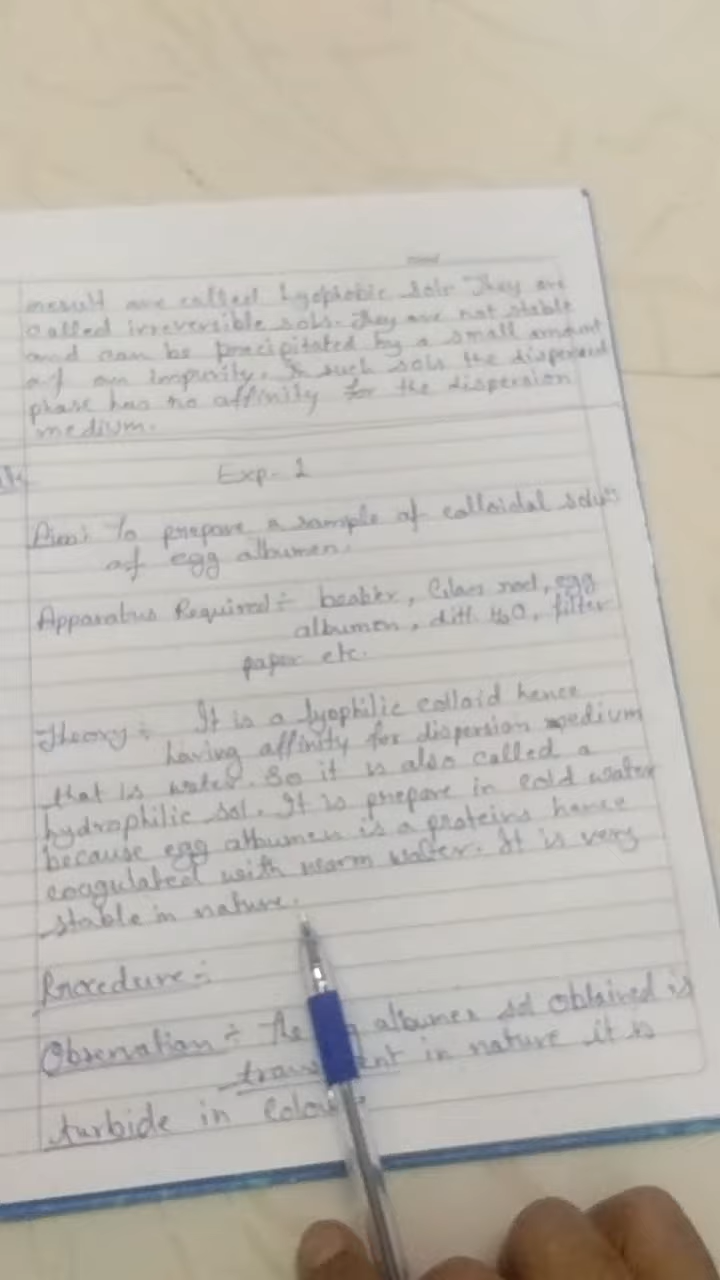 result are called lyophobic sols. They are
called irreversible sols. They are not stable
and can be precipitated by a small amount
of an impurity. such sols the dispersed
phase has no affinity for the dispersion
medium.
Exp- 1
Aim:- To prepare a sample of colloidal solu
of egg albumen.
Apparatus Required:- beaker, Glass rod, egg
albumen, H2O, filter
paper etc.
Theory:- It is a lyophilic colloid hence
having affinity for dispersion medium
that is water. So it is also called a
hydrophilic sol. It is prepare in cold water
because egg albumen is a proteins hence
coagulated with warm water. It is very
stable in nature.
Procedure:-
Observation:- The albumen sol obtained is
in nature it is
turbide in